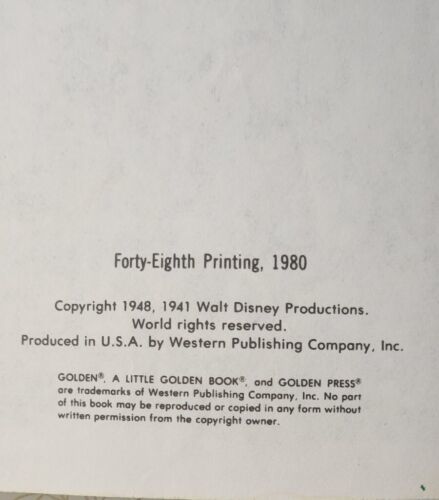 Forty-Eighth Printing, 1980
Copyright 1948, 1941 Walt Disney Productions.
World rights reserved.
Produced in U.S.A. by Western Publishing Company, Inc.
GOLDEN®, A LITTLE GOLDEN BOOK®, and GOLDEN PRESS®
are trademarks of Western Publishing Company, Inc. No part
of this book may be reproduced or copied in any form without
written permission from the copyright owner.